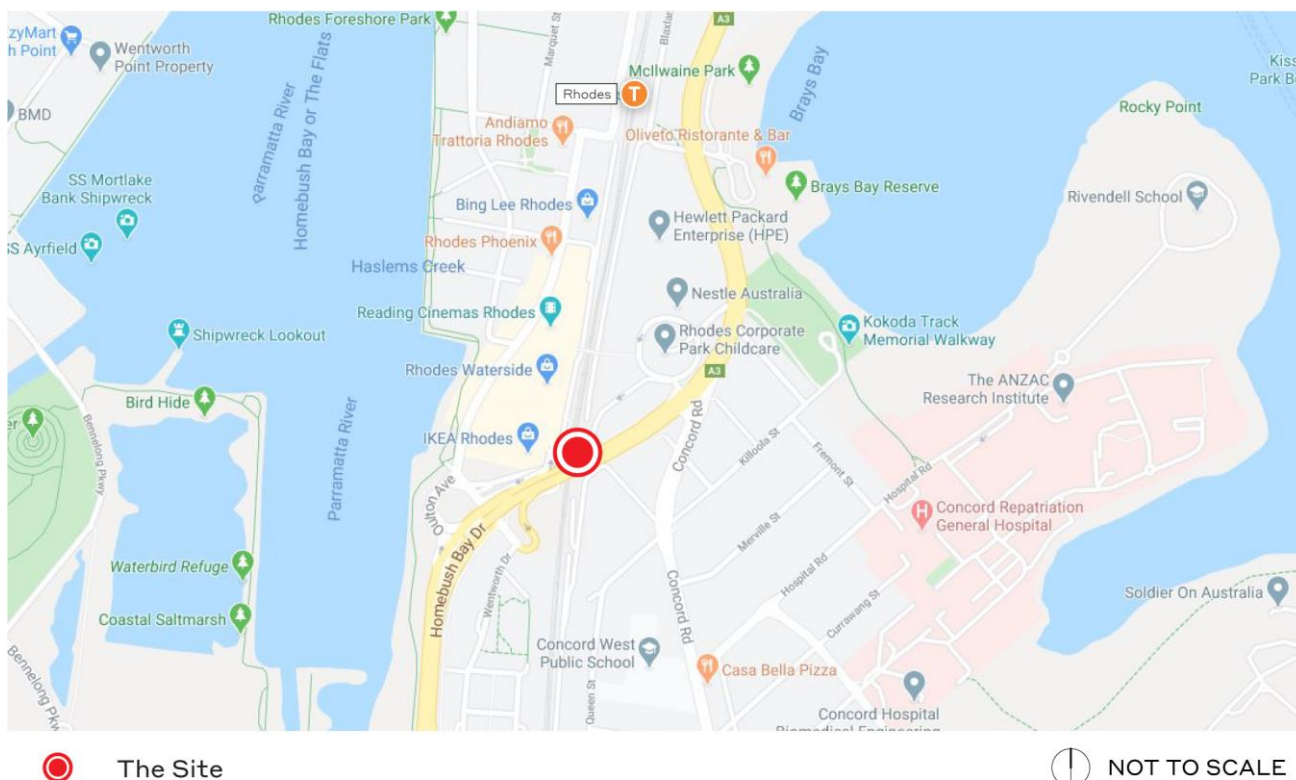 Rhodes Foreshore Park
Marquet St
Blaxland
A3
zyMart
h Point
Wentworth
Point Property
BMD
Parramatta River
Homebush Bay or The Flats
McIlwaine Park
Brays Bay
Kiss
Park B
Rhodes
T
Rocky Point
Andiamo
Trattoria Rhodes
Oliveto Ristorante & Bar
SS Mortlake
Bank Shipwreck
SS Ayrfield
Brays Bay Reserve
Rivendell School
Bing Lee Rhodes
Hewlett Packard
Enterprise (HPE)
Rhodes Phoenix
Haslems Creek
Nestle Australia
Reading Cinemas Rhodes
Shipwreck Lookout
Rhodes Corporate
Park Childcare
Kokoda Track
Memorial Walkway
Rhodes Waterside
A3
The ANZAC
Research Institute
Bird Hide
er
Bennelong Pkwy
Parramatta River
IKEA Rhodes
Concord Rd
Killoola St
Fremont St
Hospital Rd
Oulton Ave
Concord Repatriation
General Hospital
H
Homebush Bay Dr
Merville St
Waterbird Refuge
Wentworth Dr
Hospital Rd
Concord Rd
Soldier On Australia
Coastal Saltmarsh
Currawang St
Bennelong Pkwy
Concord West
Public School
Queen St
Casa Bella Pizza
Concord Hospital
Biomedical Engineering
The Site
NOT TO SCALE